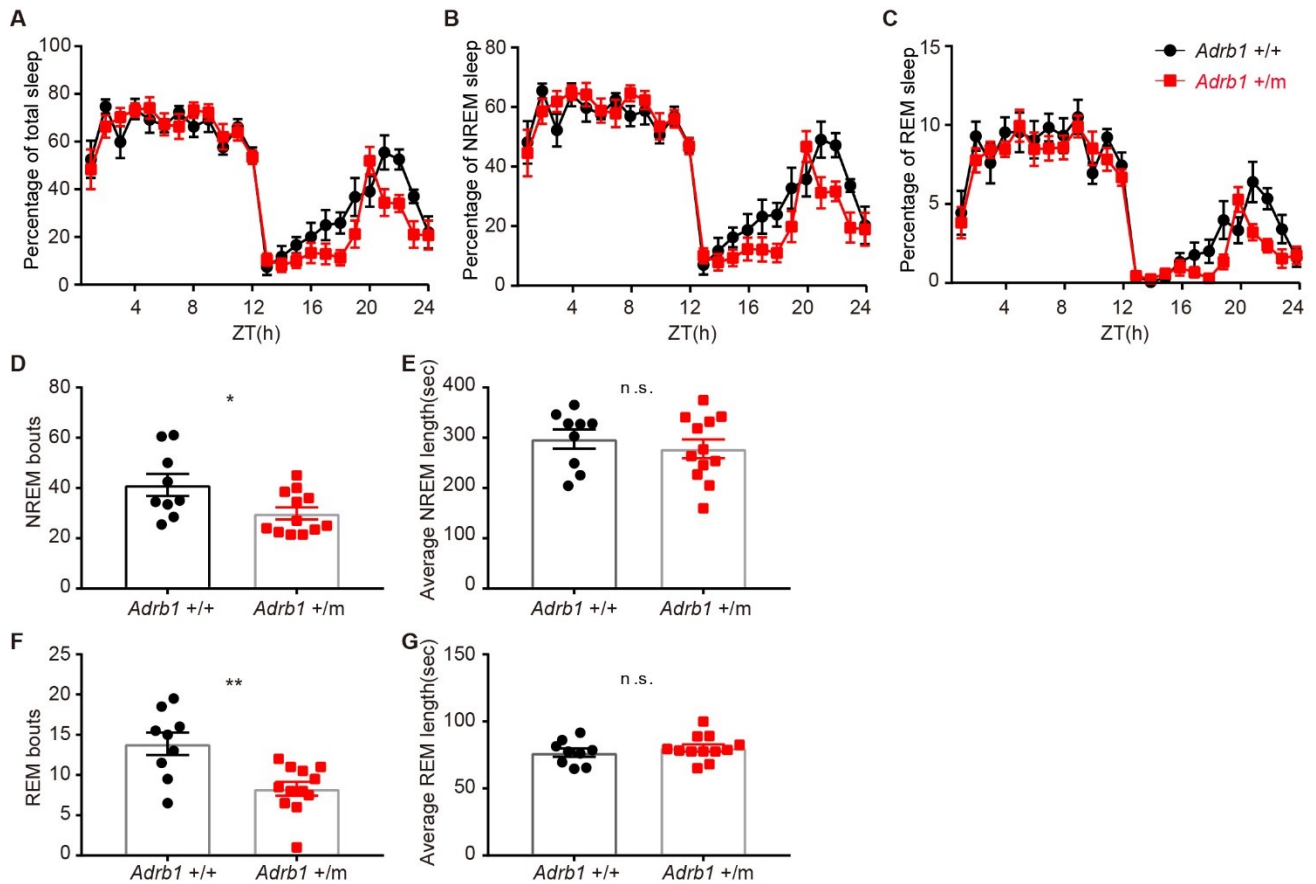 A
Percentage of total sleep
100
80
60
40
20
0
4 8 12 16 20 24
ZT(h)
B
Percentage of NREM sleep
80
60
40
20
0
4 8 12 16 20 24
ZT(h)
C
Percentage of REM sleep
15
10
5
0
4 8 12 16 20 24
ZT(h)
Adrb1 +/+
Adrb1 +/m
D
NREM bouts
80
60
40
20
0
*
Adrb1 +/+ Adrb1 +/m
E
Average NREM length(sec)
400
300
200
100
0
n.s.
Adrb1 +/+ Adrb1 +/m
F
REM bouts
25
20
15
10
5
0
**
Adrb1 +/+ Adrb1 +/m
G
Average REM length(sec)
150
100
50
0
n.s.
Adrb1 +/+ Adrb1 +/m